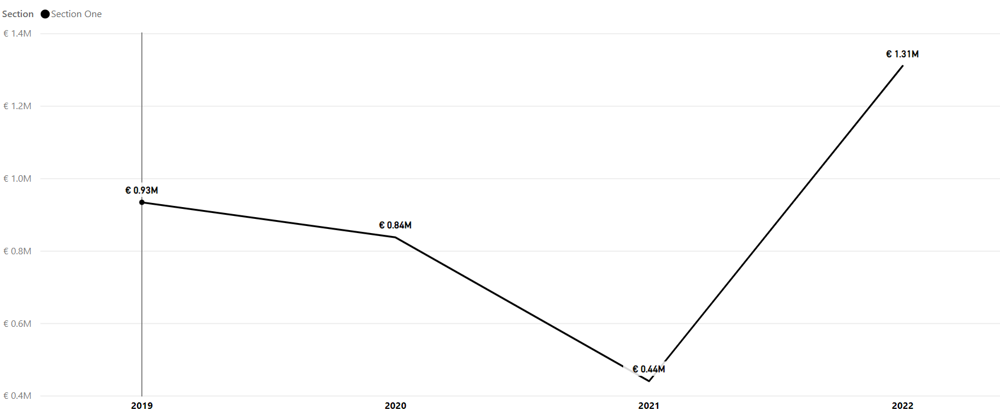 Section Section One
€ 1.4M
€ 1.31M
€ 1.2M
€ 1.0M
€ 0.93M
€ 0.84M
€ 0.8M
€ 0.6M
€ 0.44M
€ 0.4M
2019 2020 2021 2022